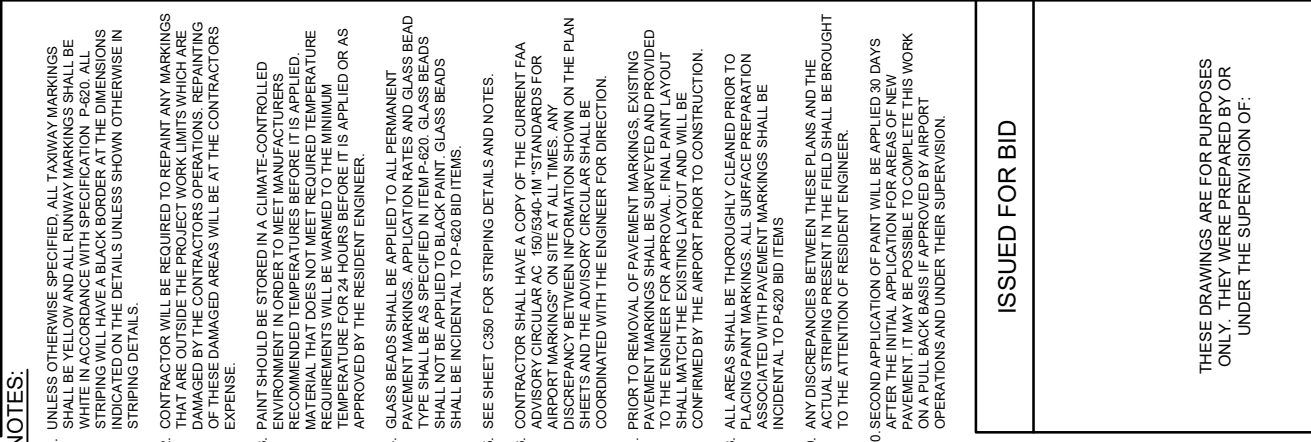 NOTES:
UNLESS OTHERWISE SPECIFIED, ALL TAXIWAY MARKINGS
SHALL BE YELLOW AND ALL RUNWAY MARKINGS SHALL BE
WHITE IN ACCORDANCE WITH SPECIFICATION P-620. ALL
STRIPING WILL HAVE A BLACK BORDER AT THE DIMENSIONS
INDICATED ON THE DETAILS UNLESS SHOWN OTHERWISE IN
STRIPING DETAILS.
CONTRACTOR WILL BE REQUIRED TO REPAINT ANY MARKINGS
THAT ARE OUTSIDE THE PROJECT WORK LIMITS WHICH ARE
DAMAGED BY THE CONTRACTORS OPERATIONS. REPAINTING
OF THESE DAMAGED AREAS WILL BE AT THE CONTRACTORS
EXPENSE.
PAINT SHOULD BE STORED IN A CLIMATE-CONTROLLED
ENVIRONMENT IN ORDER TO MEET MANUFACTURERS
RECOMMENDED TEMPERATURES BEFORE IT IS APPLIED.
MATERIAL THAT DOES NOT MEET REQUIRED TEMPERATURE
REQUIREMENTS WILL BE WARMED TO THE MINIMUM
TEMPERATURE FOR 24 HOURS BEFORE IT IS APPLIED OR AS
APPROVED BY THE RESIDENT ENGINEER.
GLASS BEADS SHALL BE APPLIED TO ALL PERMANENT
PAVEMENT MARKINGS. APPLICATION RATES AND GLASS BEAD
TYPE SHALL BE AS SPECIFIED IN ITEM P-620. GLASS BEADS
SHALL NOT BE APPLIED TO BLACK PAINT. GLASS BEADS
SHALL BE INCIDENTAL TO P-620 BID ITEMS.
SEE SHEET C350 FOR STRIPING DETAILS AND NOTES.
CONTRACTOR SHALL HAVE A COPY OF THE CURRENT FAA
ADVISORY CIRCULAR AC 150/5340-1M "STANDARDS FOR
AIRPORT MARKINGS" ON SITE AT ALL TIMES. ANY
DISCREPANCY BETWEEN INFORMATION SHOWN ON THE PLAN
SHEETS AND THE ADVISORY CIRCULAR SHALL BE
COORDINATED WITH THE ENGINEER FOR DIRECTION.
PRIOR TO REMOVAL OF PAVEMENT MARKINGS, EXISTING
PAVEMENT MARKINGS SHALL BE SURVEYED AND PROVIDED
TO THE ENGINEER FOR APPROVAL. FINAL PAINT LAYOUT
SHALL MATCH THE EXISTING LAYOUT AND WILL BE
CONFIRMED BY THE AIRPORT PRIOR TO CONSTRUCTION.
ALL AREAS SHALL BE THOROUGHLY CLEANED PRIOR TO
PLACING PAINT MARKINGS. ALL SURFACE PREPARATION
ASSOCIATED WITH PAVEMENT MARKINGS SHALL BE
INCIDENTAL TO P-620 BID ITEMS
ANY DISCREPANCIES BETWEEN THESE PLANS AND THE
ACTUAL STRIPING PRESENT IN THE FIELD SHALL BE BROUGHT
TO THE ATTENTION OF RESIDENT ENGINEER.
0. SECOND APPLICATION OF PAINT WILL BE APPLIED 30 DAYS
AFTER THE INITIAL APPLICATION FOR AREAS OF NEW
PAVEMENT. IT MAY BE POSSIBLE TO COMPLETE THIS WORK
ON A PULL BACK BASIS IF APPROVED BY AIRPORT
OPERATIONS AND UNDER THEIR SUPERVISION.
ISSUED FOR BID
THESE DRAWINGS ARE FOR PURPOSES
ONLY. THEY WERE PREPARED BY OR
UNDER THE SUPERVISION OF: